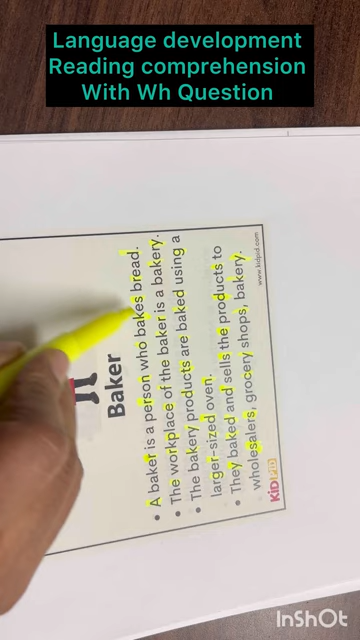 Language development
Reading comprehension
With Wh Question
Baker
• A baker is a person who bakes bread.
• The workplace of the baker is a bakery.
• The bakery products are baked using a
larger-sized oven.
• They baked and sells the products to
wholesalers, grocery shops, bakery.
KIDPID
www.kidpid.com
InShOt